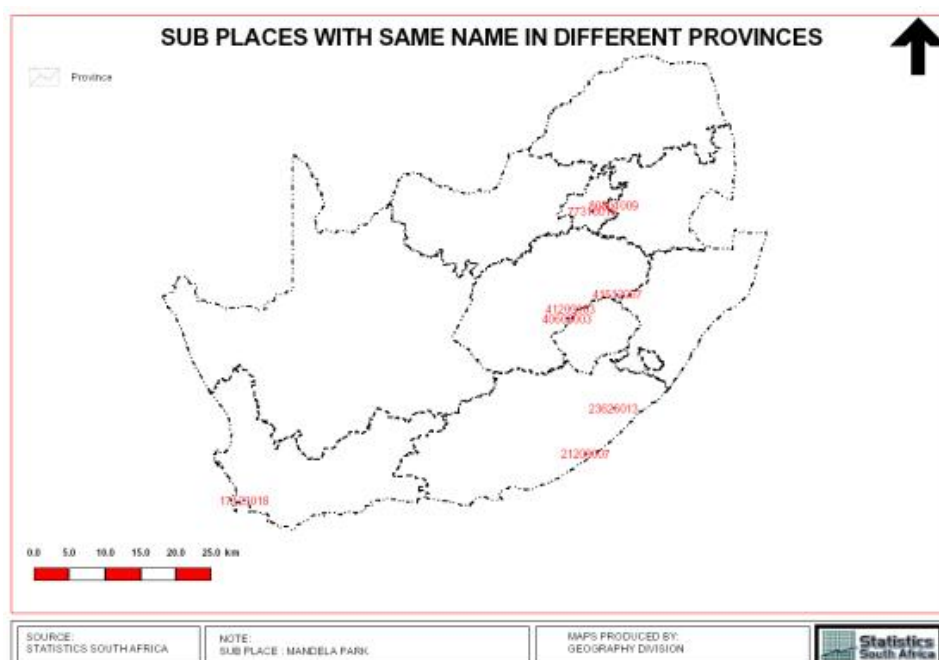 SUB PLACES WITH SAME NAME IN DIFFERENT PROVINCES
Province
23626013
0.0 5.0 10.0 15.0 20.0 25.0 km
SOURCE:
STATISTICS SOUTH AFRICA
NOTE:
SUB PLACE : MANDELA PARK
MAPS PRODUCED BY:
GEOGRAPHY DIVISION
Statistics
South Africa